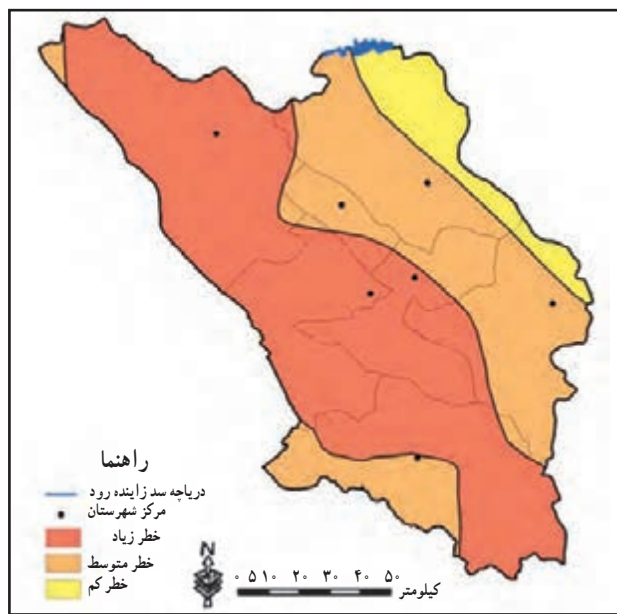 راهنما
دریاچه سد زاینده رود
مرکز شهرستان
خطر زیاد
خطر متوسط
خطر کم
N
۰ ۵ ۱۰ ۲۰ ۳۰ ۴۰ ۵۰
کیلومتر